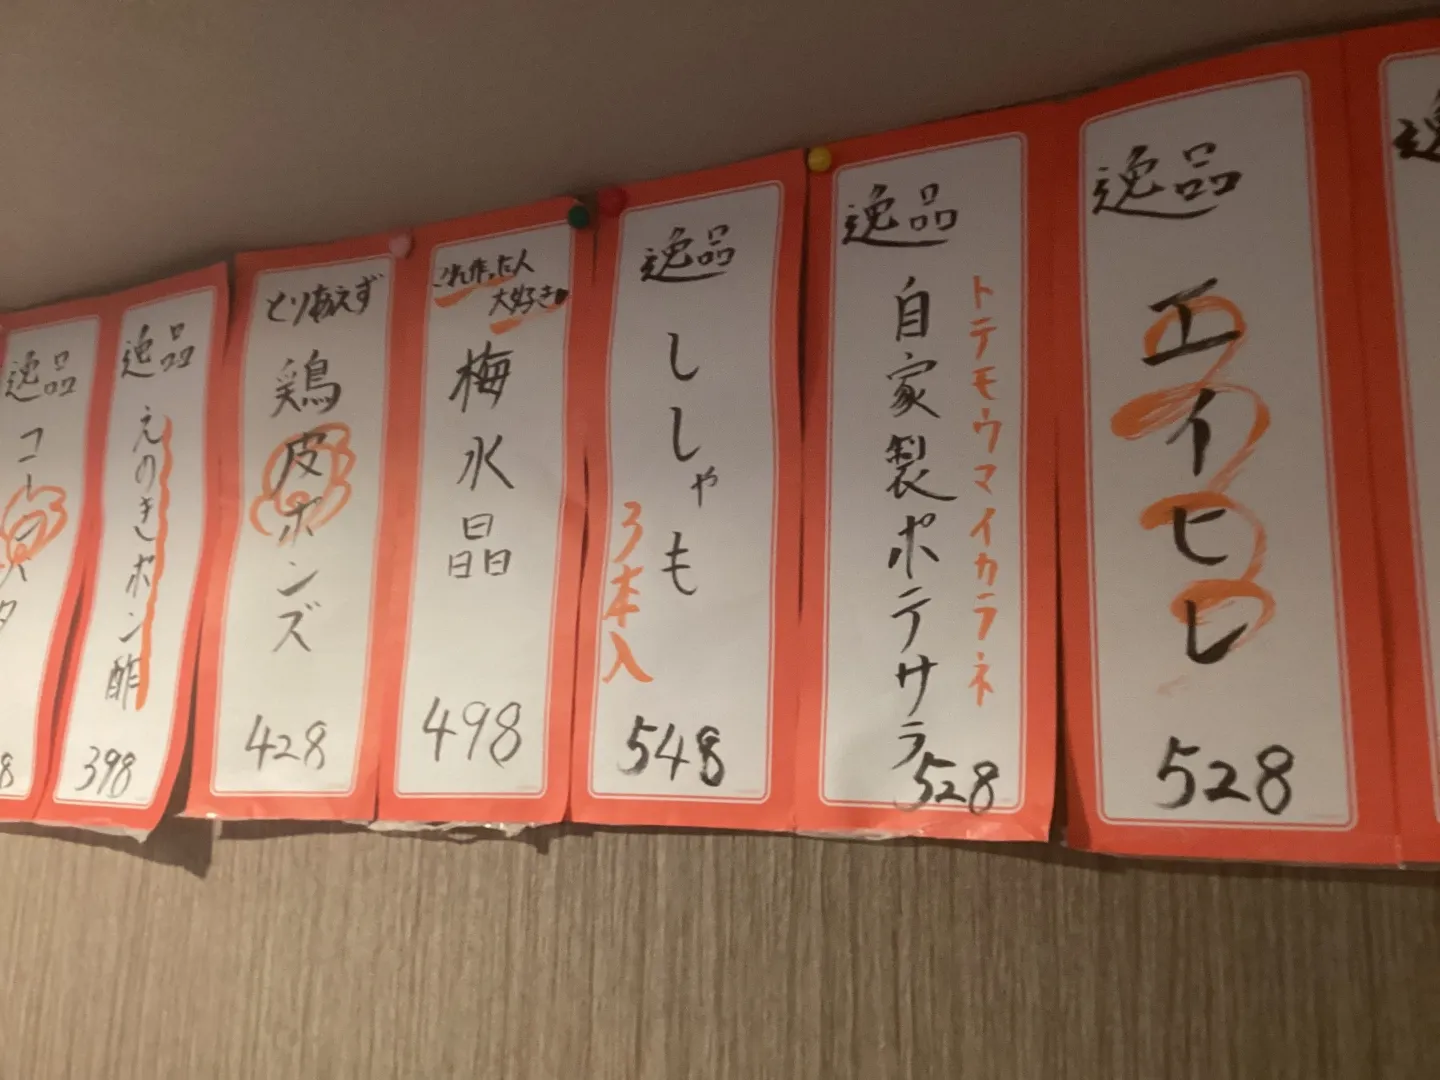 逸品
エイヒレ
528
逸品
トテモウマイカラネ
自家製ポテサラ
528
逸品
ししゃも
3本入
548
これ作った人
大好き
梅水晶
498
とりあえず
鶏皮ポンズ
428
逸品
えのきポン酢
398
逸品